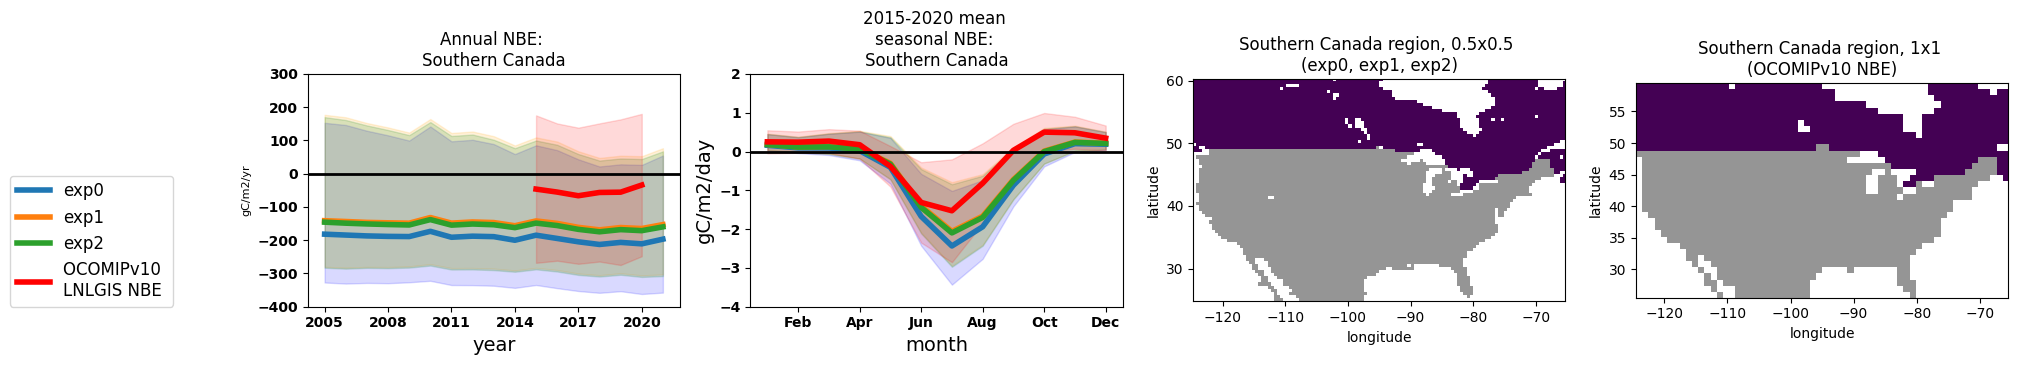 exp0
exp1
exp2
OCOMIPv10
LNLGIS NBE
Annual NBE:
Southern Canada
300
200
100
0
−100
−200
−300
−400
gC/m2/yr
2005 2008 2011 2014 2017 2020
year
2015-2020 mean
seasonal NBE:
Southern Canada
2
1
0
−1
−2
−3
−4
gC/m2/day
Feb Apr Jun Aug Oct Dec
month
Southern Canada region, 0.5x0.5
(exp0, exp1, exp2)
60
50
40
30
latitude
−120 −110 −100 −90 −80 −70
longitude
Southern Canada region, 1x1
(OCOMIPv10 NBE)
55
50
45
40
35
30
latitude
−120 −110 −100 −90 −80 −70
longitude